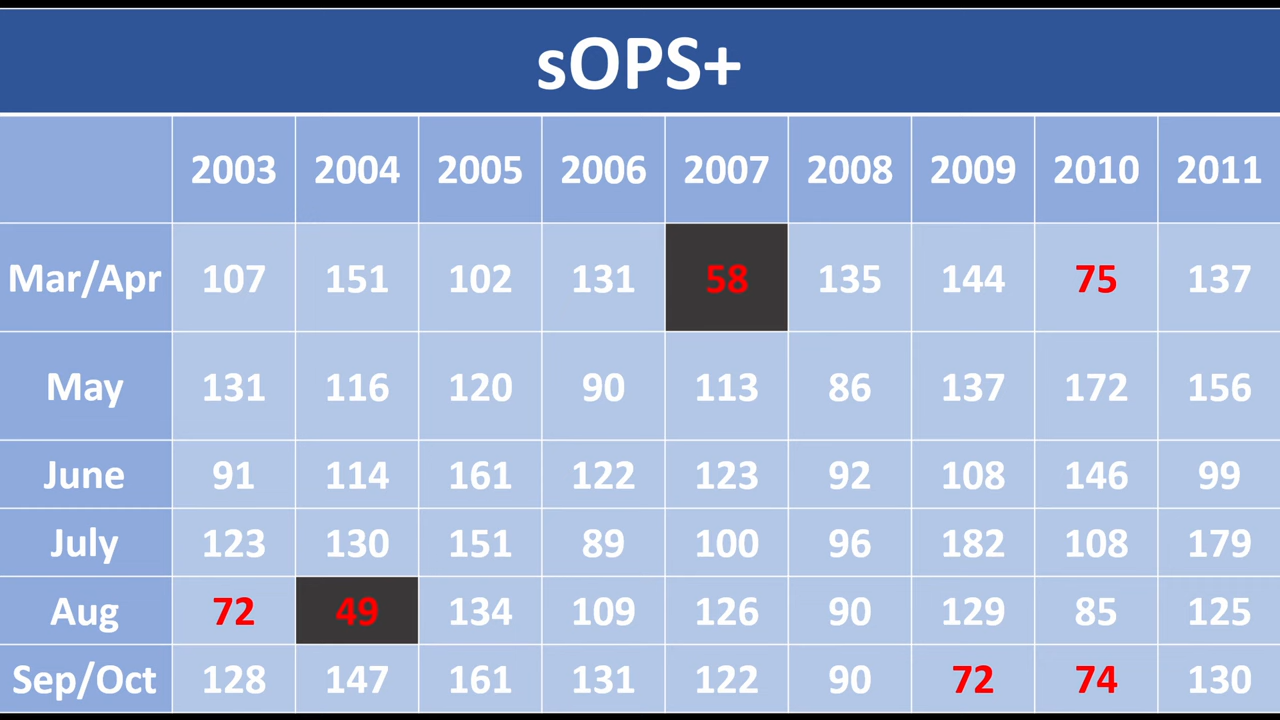 sOPS+
2003 2004 2005 2006 2007 2008 2009 2010 2011
Mar/Apr 107 151 102 131 58 135 144 75 137
May 131 116 120 90 113 86 137 172 156
June 91 114 161 122 123 92 108 146 99
July 123 130 151 89 100 96 182 108 179
Aug 72 49 134 109 126 90 129 85 125
Sep/Oct 128 147 161 131 122 90 72 74 130